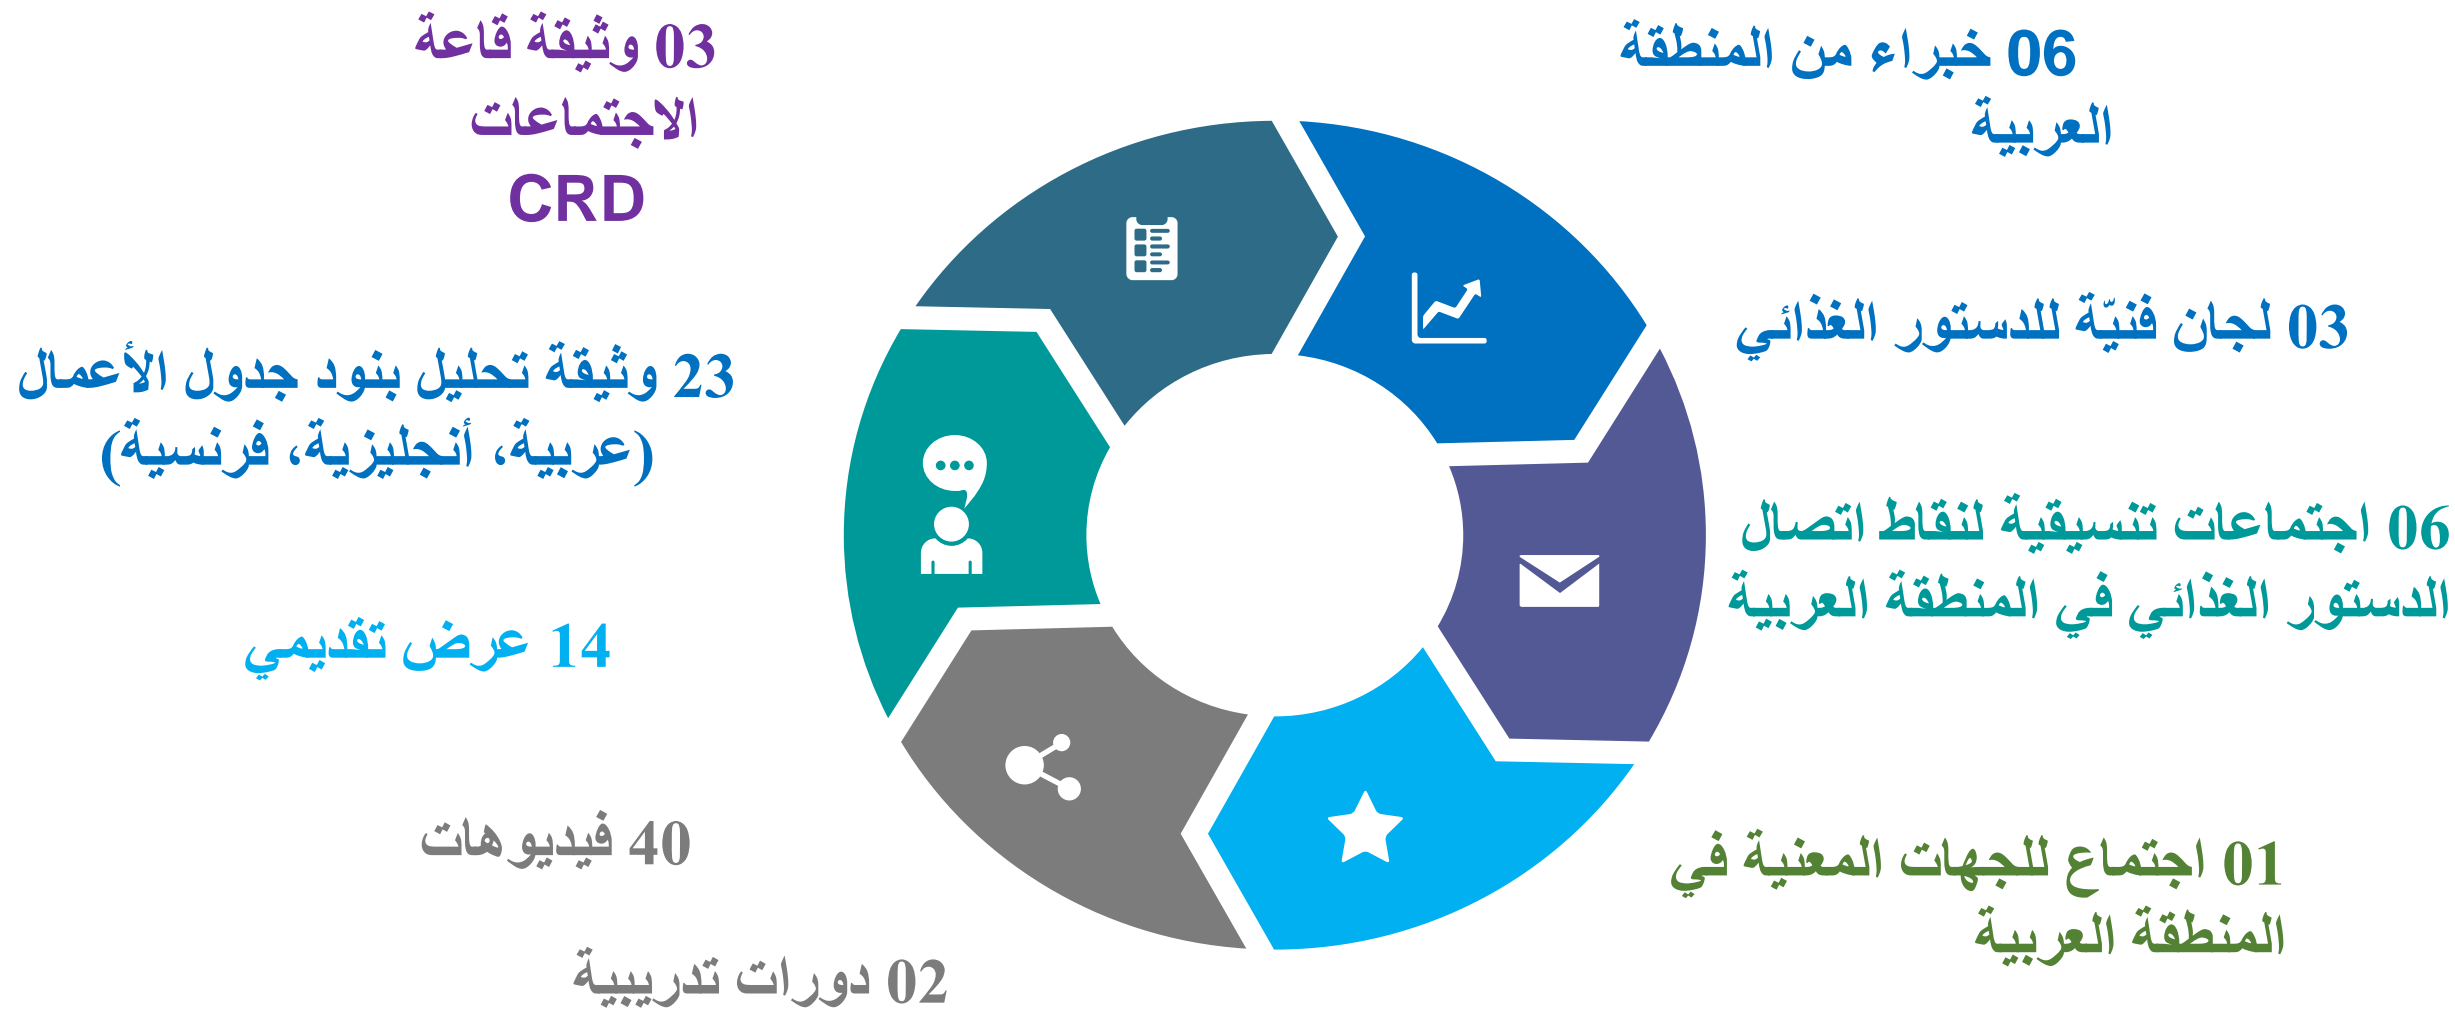 06 خبراء من المنطقة
العربية
03 لجان فنيّة للدستور الغذائي
06 اجتماعات تنسيقية لنقاط اتصال
الدستور الغذائي في المنطقة العربية
01 اجتماع للجهات المعنية في
المنطقة العربية
03 وثيقة قاعة
الاجتماعات
CRD
23 وثيقة تحليل بنود جدول الأعمال
(عربية، أنجليزية، فرنسية)
14 عرض تقديمي
40 فيديوهات
02 دورات تدريبية